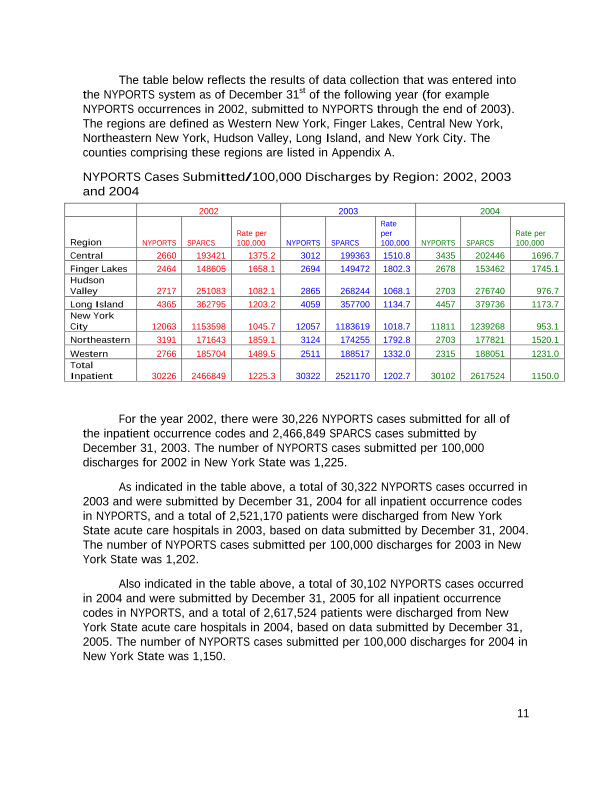 The table below reflects the results of data collection that was entered into
the NYPORTS system as of December 31st of the following year (for example
NYPORTS occurrences in 2002, submitted to NYPORTS through the end of 2003).
The regions are defined as Western New York, Finger Lakes, Central New York,
Northeastern New York, Hudson Valley, Long Island, and New York City. The
counties comprising these regions are listed in Appendix A.
NYPORTS Cases Submitted/100,000 Discharges by Region: 2002, 2003
and 2004
2002 2003 2004
Region NYPORTS SPARCS Rate per 100,000 NYPORTS SPARCS Rate per 100,000 NYPORTS SPARCS Rate per 100,000
Central 2660 193421 1375.2 3012 199363 1510.8 3435 202446 1696.7
Finger Lakes 2464 148605 1658.1 2694 149472 1802.3 2678 153462 1745.1
Hudson
Valley 2717 251083 1082.1 2865 268244 1068.1 2703 276740 976.7
Long Island 4365 362795 1203.2 4059 357700 1134.7 4457 379736 1173.7
New York
City 12063 1153598 1045.7 12057 1183619 1018.7 11811 1239268 953.1
Northeastern 3191 171643 1859.1 3124 174255 1792.8 2703 177821 1520.1
Western 2766 185704 1489.5 2511 188517 1332.0 2315 188051 1231.0
Total
Inpatient 30226 2466849 1225.3 30322 2521170 1202.7 30102 2617524 1150.0
For the year 2002, there were 30,226 NYPORTS cases submitted for all of
the inpatient occurrence codes and 2,466,849 SPARCS cases submitted by
December 31, 2003. The number of NYPORTS cases submitted per 100,000
discharges for 2002 in New York State was 1,225.
As indicated in the table above, a total of 30,322 NYPORTS cases occurred in
2003 and were submitted by December 31, 2004 for all inpatient occurrence codes
in NYPORTS, and a total of 2,521,170 patients were discharged from New York
State acute care hospitals in 2003, based on data submitted by December 31, 2004.
The number of NYPORTS cases submitted per 100,000 discharges for 2003 in New
York State was 1,202.
Also indicated in the table above, a total of 30,102 NYPORTS cases occurred
in 2004 and were submitted by December 31, 2005 for all inpatient occurrence
codes in NYPORTS, and a total of 2,617,524 patients were discharged from New
York State acute care hospitals in 2004, based on data submitted by December 31,
2005. The number of NYPORTS cases submitted per 100,000 discharges for 2004 in
New York State was 1,150.
11